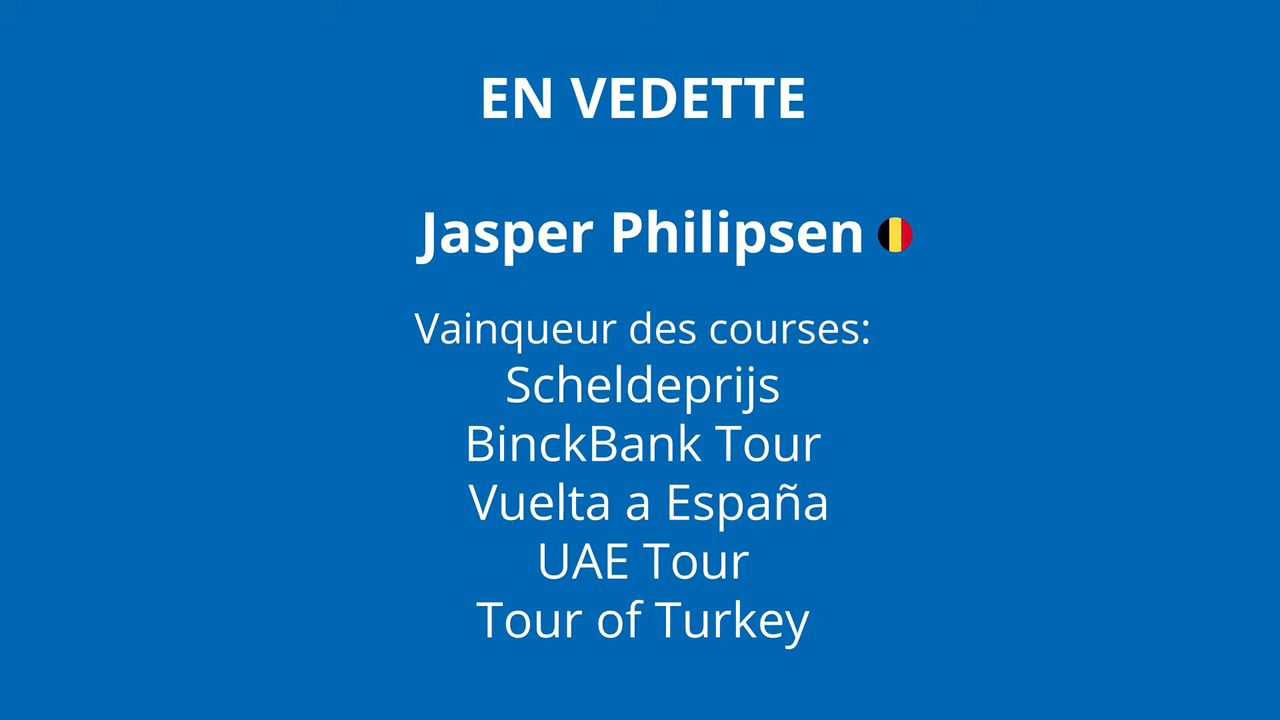 EN VEDETTE
Jasper Philipsen
Vainqueur des courses:
Scheldeprijs
BinckBank Tour
Vuelta a España
UAE Tour
Tour of Turkey